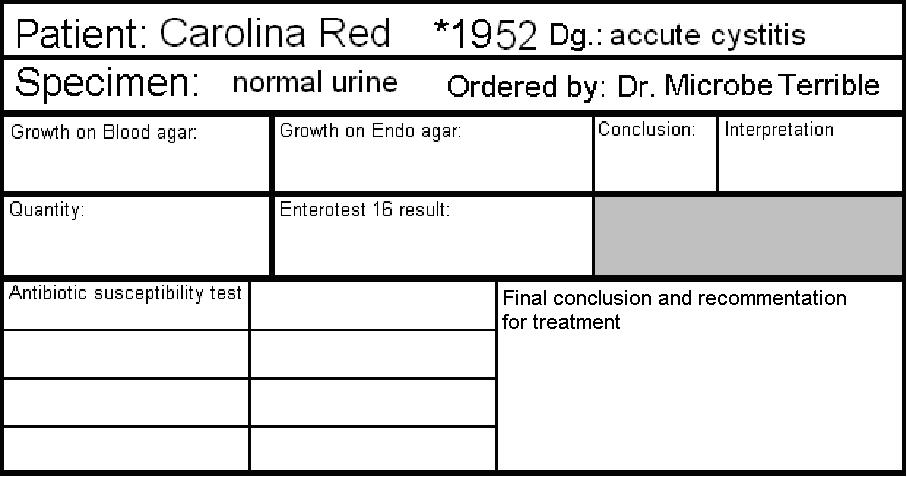 Patient: Carolina Red *1952 Dg.: accute cystitis
Specimen: normal urine Ordered by: Dr. Microbe Terrible
Growth on Blood agar: Growth on Endo agar: Conclusion: Interpretation
Quantity: Enterotest 16 result:
Antibiotic susceptibility test
Final conclusion and recommentation
for treatment